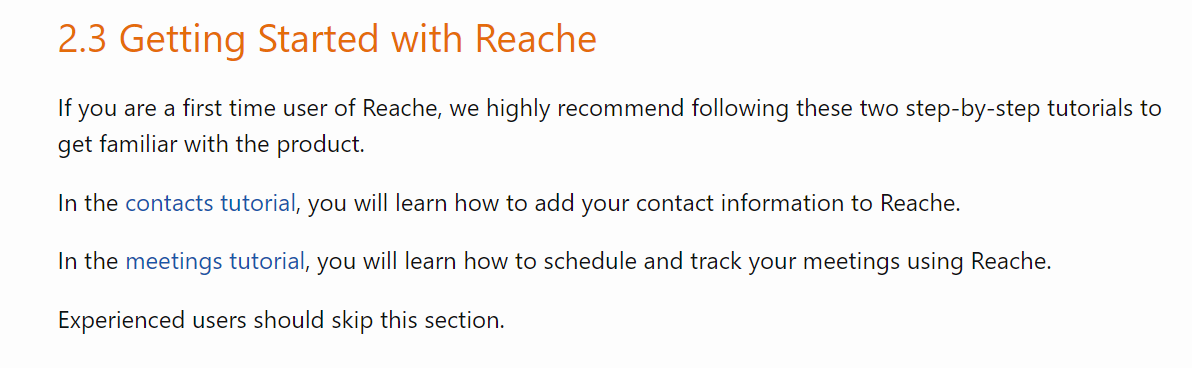 2.3 Getting Started with Reache
If you are a first time user of Reache, we highly recommend following these two step-by-step tutorials to
get familiar with the product.
In the contacts tutorial, you will learn how to add your contact information to Reache.
In the meetings tutorial, you will learn how to schedule and track your meetings using Reache.
Experienced users should skip this section.